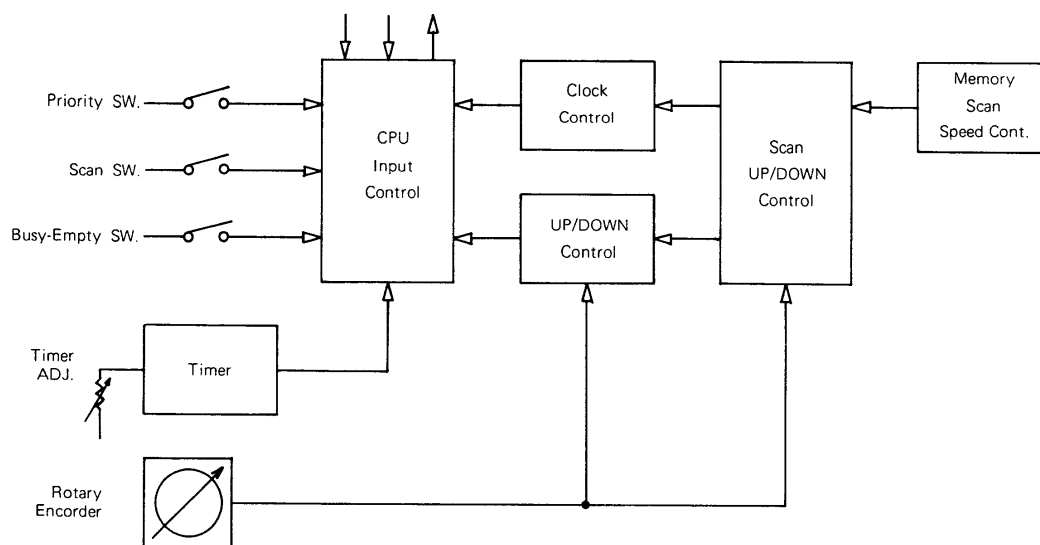 Priority SW.
Scan SW.
Busy-Empty SW.
CPU
Input
Control
Clock
Control
UP/DOWN
Control
Scan
UP/DOWN
Control
Memory
Scan
Speed Cont.
Timer
ADJ.
Timer
Rotary
Encorder